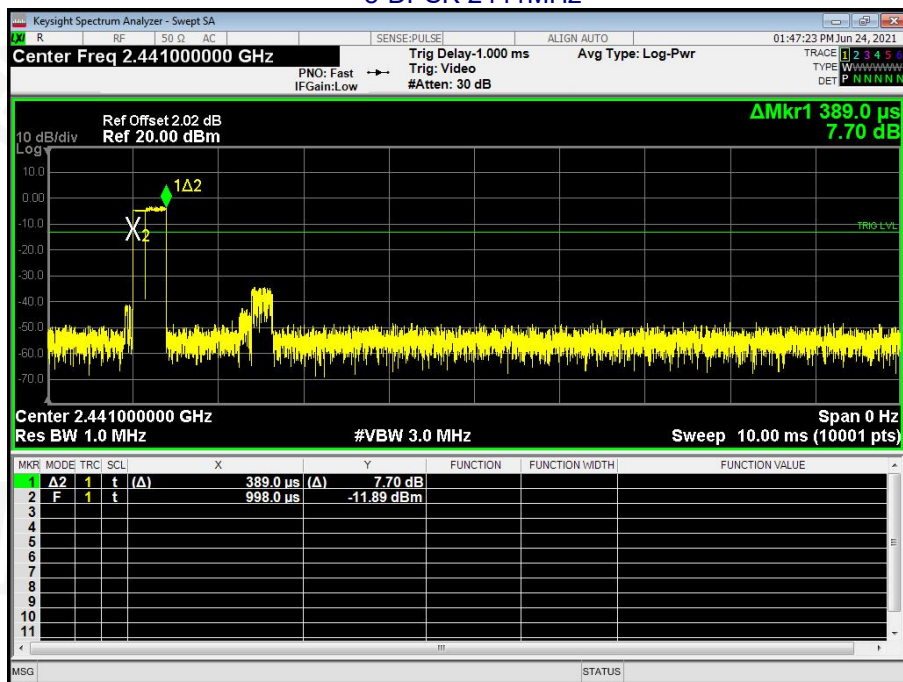 Keysight Spectrum Analyzer - Swept SA
LXI R RF 50 Ω AC SENSE:PULSE ALIGN AUTO 01:47:23 PM Jun 24, 2021
Center Freq 2.441000000 GHz
PNO: Fast
IFGain:Low
Trig Delay-1.000 ms
Trig: Video
#Atten: 30 dB
Avg Type: Log-Pwr
TRACE 1 2 3 4 5 6
TYPE WWWWWWW
DET P N N N N N
ΔMkr1 389.0 µs
7.70 dB
Ref Offset 2.02 dB
10 dB/div Ref 20.00 dBm
Log
10.0
1Δ2
0.00
-10.0
2
TRIG LVL
-20.0
-30.0
-40.0
-50.0
-60.0
-70.0
Center 2.441000000 GHz Span 0 Hz
Res BW 1.0 MHz #VBW 3.0 MHz Sweep 10.00 ms (10001 pts)
MKR MODE TRC SCL X Y FUNCTION FUNCTION WIDTH FUNCTION VALUE
1 Δ2 1 t (Δ) 389.0 µs (Δ) 7.70 dB
2 F 1 t 998.0 µs -11.89 dBm
3
4
5
6
7
8
9
10
11
MSG STATUS